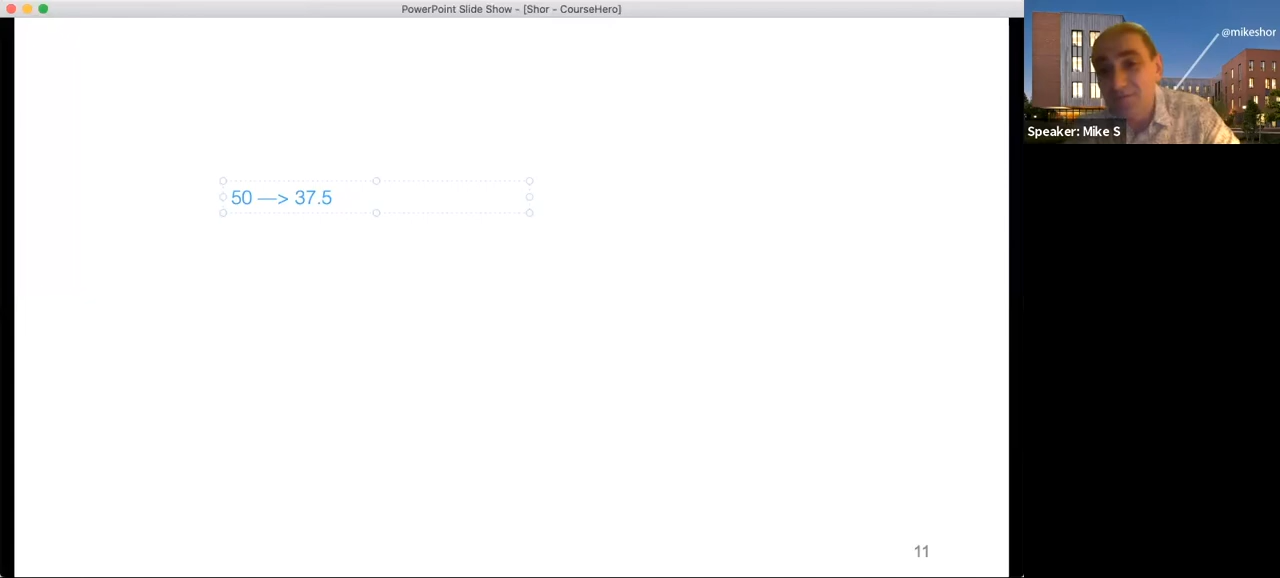 PowerPoint Slide Show - [Shor - CourseHero]
@mikeshor
Speaker: Mike S
50 —> 37.5
11